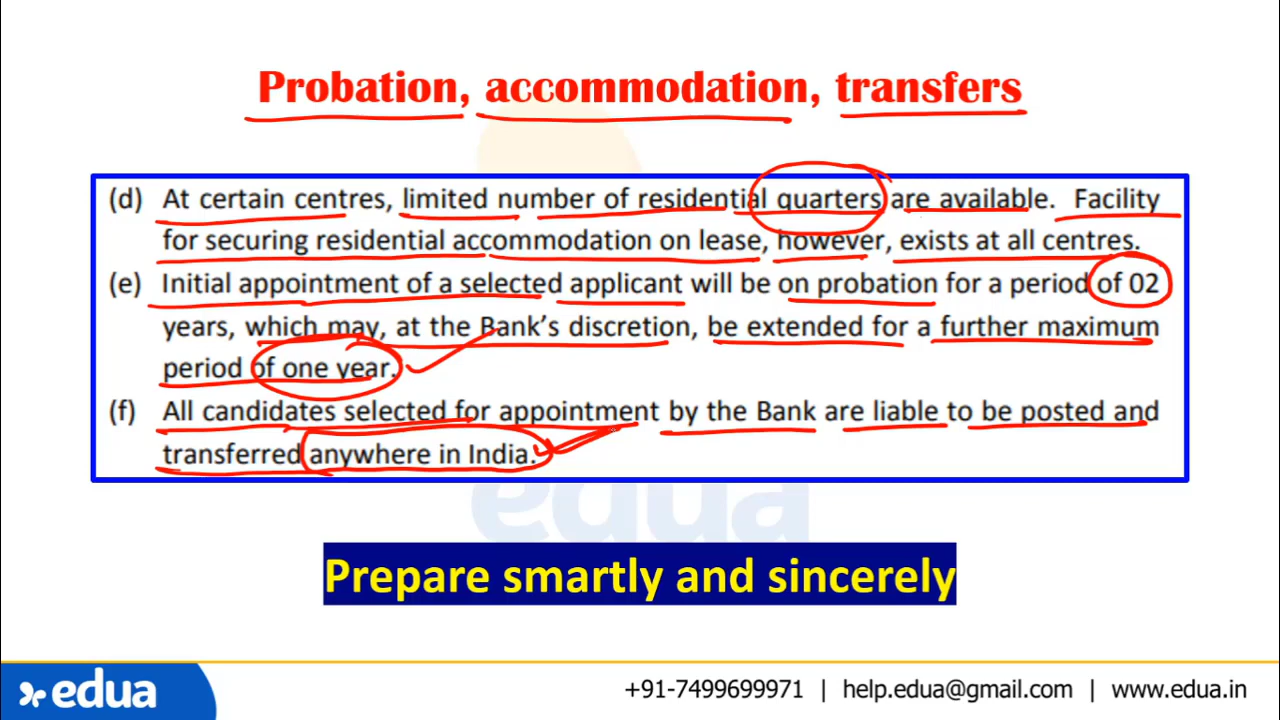 Probation, accommodation, transfers
(d) At certain centres, limited number of residential quarters are available. Facility
for securing residential accommodation on lease, however, exists at all centres.
(e) Initial appointment of a selected applicant will be on probation for a period of 02
years, which may, at the Bank's discretion, be extended for a further maximum
period of one year.
(f) All candidates selected for appointment by the Bank are liable to be posted and
transferred anywhere in India.
edua
Prepare smartly and sincerely
edua
+91-7499699971 | help.edua@gmail.com | www.edua.in